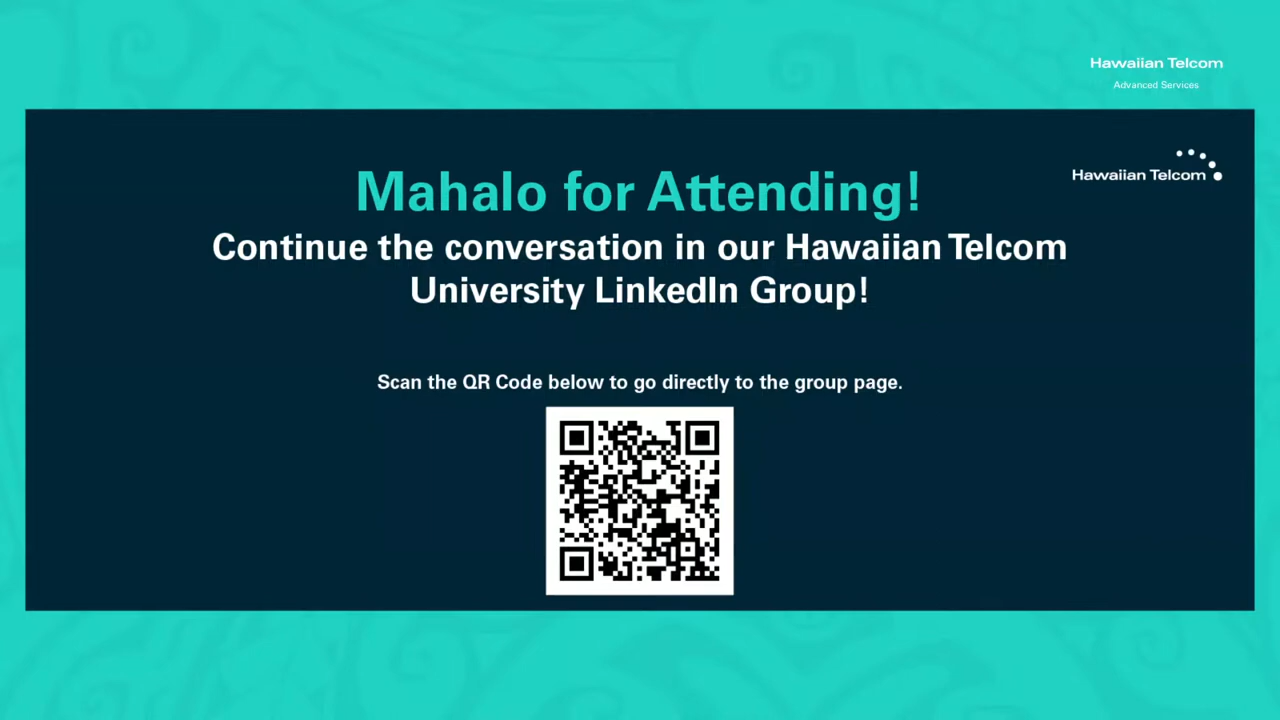 Hawaiian Telcom
Advanced Services
Hawaiian Telcom
Mahalo for Attending!
Continue the conversation in our Hawaiian Telcom
University LinkedIn Group!
Scan the QR Code below to go directly to the group page.